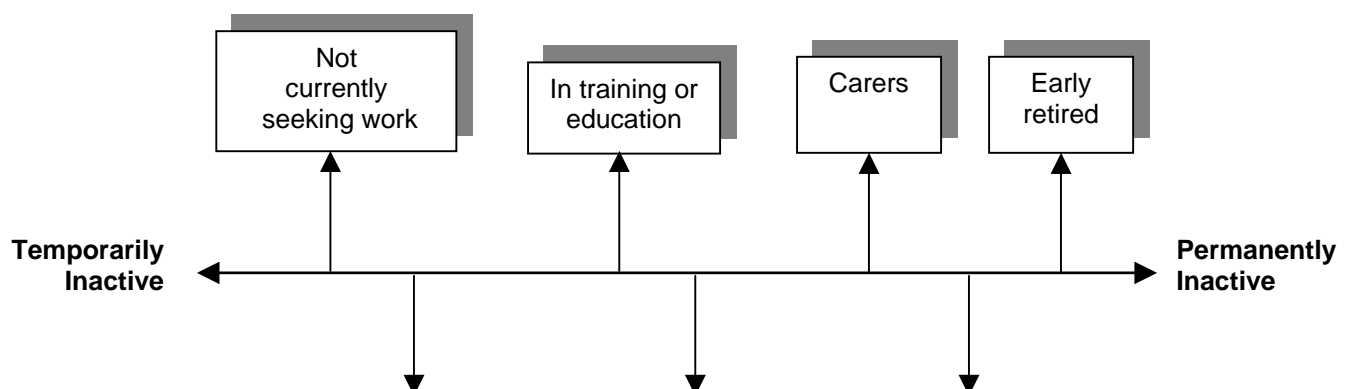 Not
currently
seeking work
In training or
education
Carers
Early
retired
Temporarily
Inactive
Permanently
Inactive